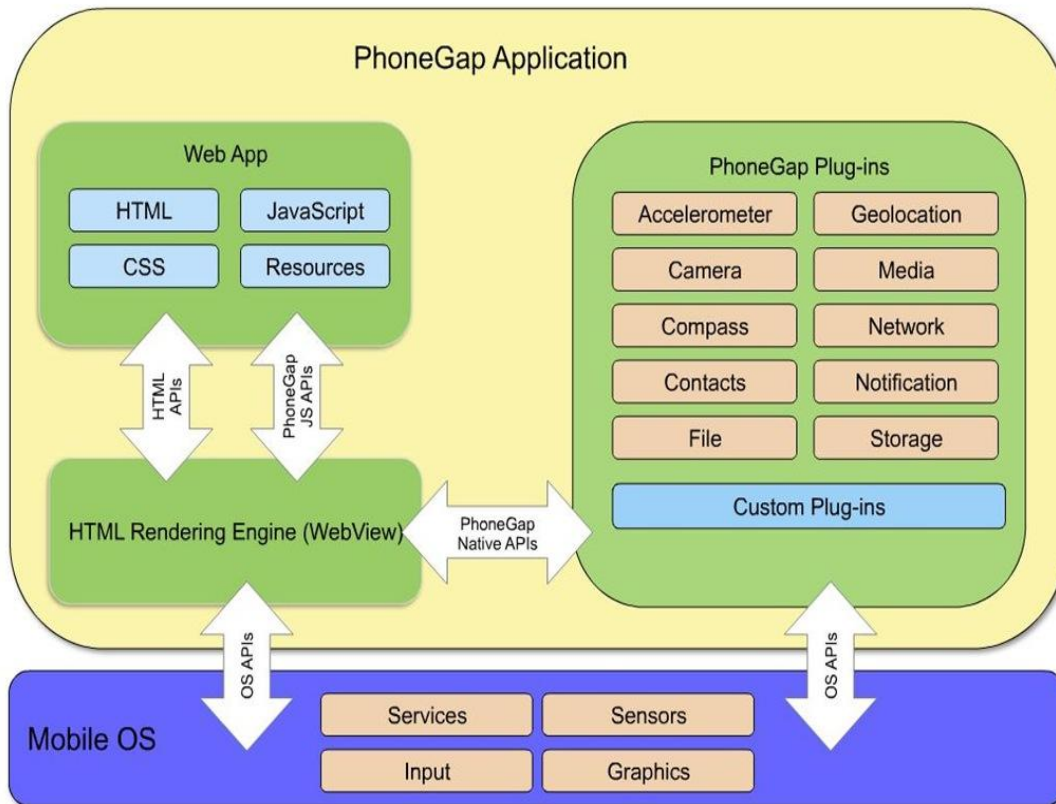 PhoneGap Application
Web App
HTML
JavaScript
CSS
Resources
HTML
APIs
PhoneGap
JS APIs
HTML Rendering Engine (WebView)
PhoneGap
Native APIs
PhoneGap Plug-ins
Accelerometer
Geolocation
Camera
Media
Compass
Network
Contacts
Notification
File
Storage
Custom Plug-ins
OS APIs
OS APIs
Mobile OS
Services
Sensors
Input
Graphics